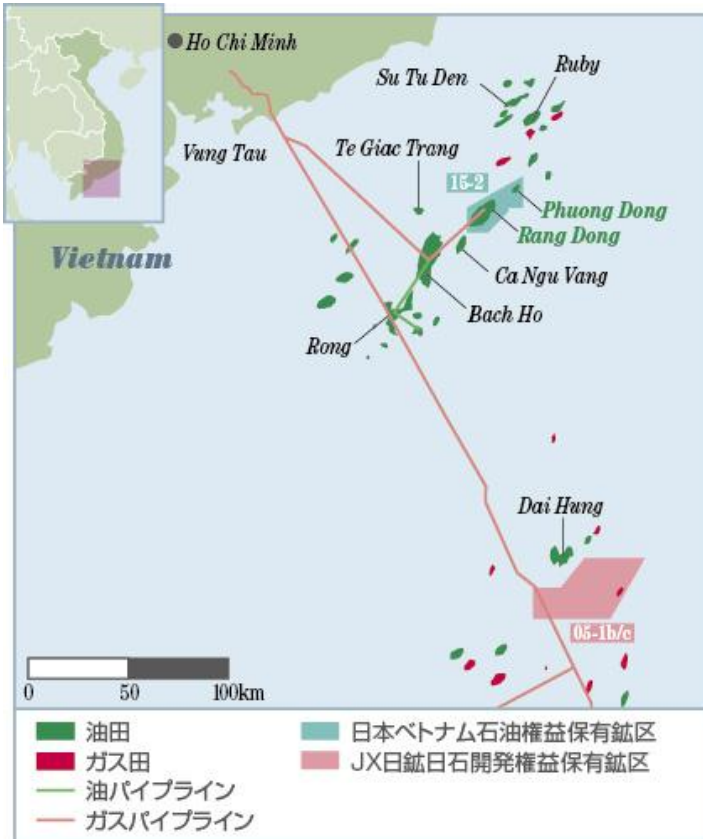 Ho Chi Minh
Su Tu Den
Ruby
Vung Tau
Te Giac Trang
15-2
Phuong Dong
Rang Dong
Vietnam
Ca Ngu Vang
Bach Ho
Rong
Dai Hung
05-1b/c
0 50 100km
油田
日本ベトナム石油権益保有鉱区
ガス田
JX日鉱日石開発権益保有鉱区
油パイプライン
ガスパイプライン